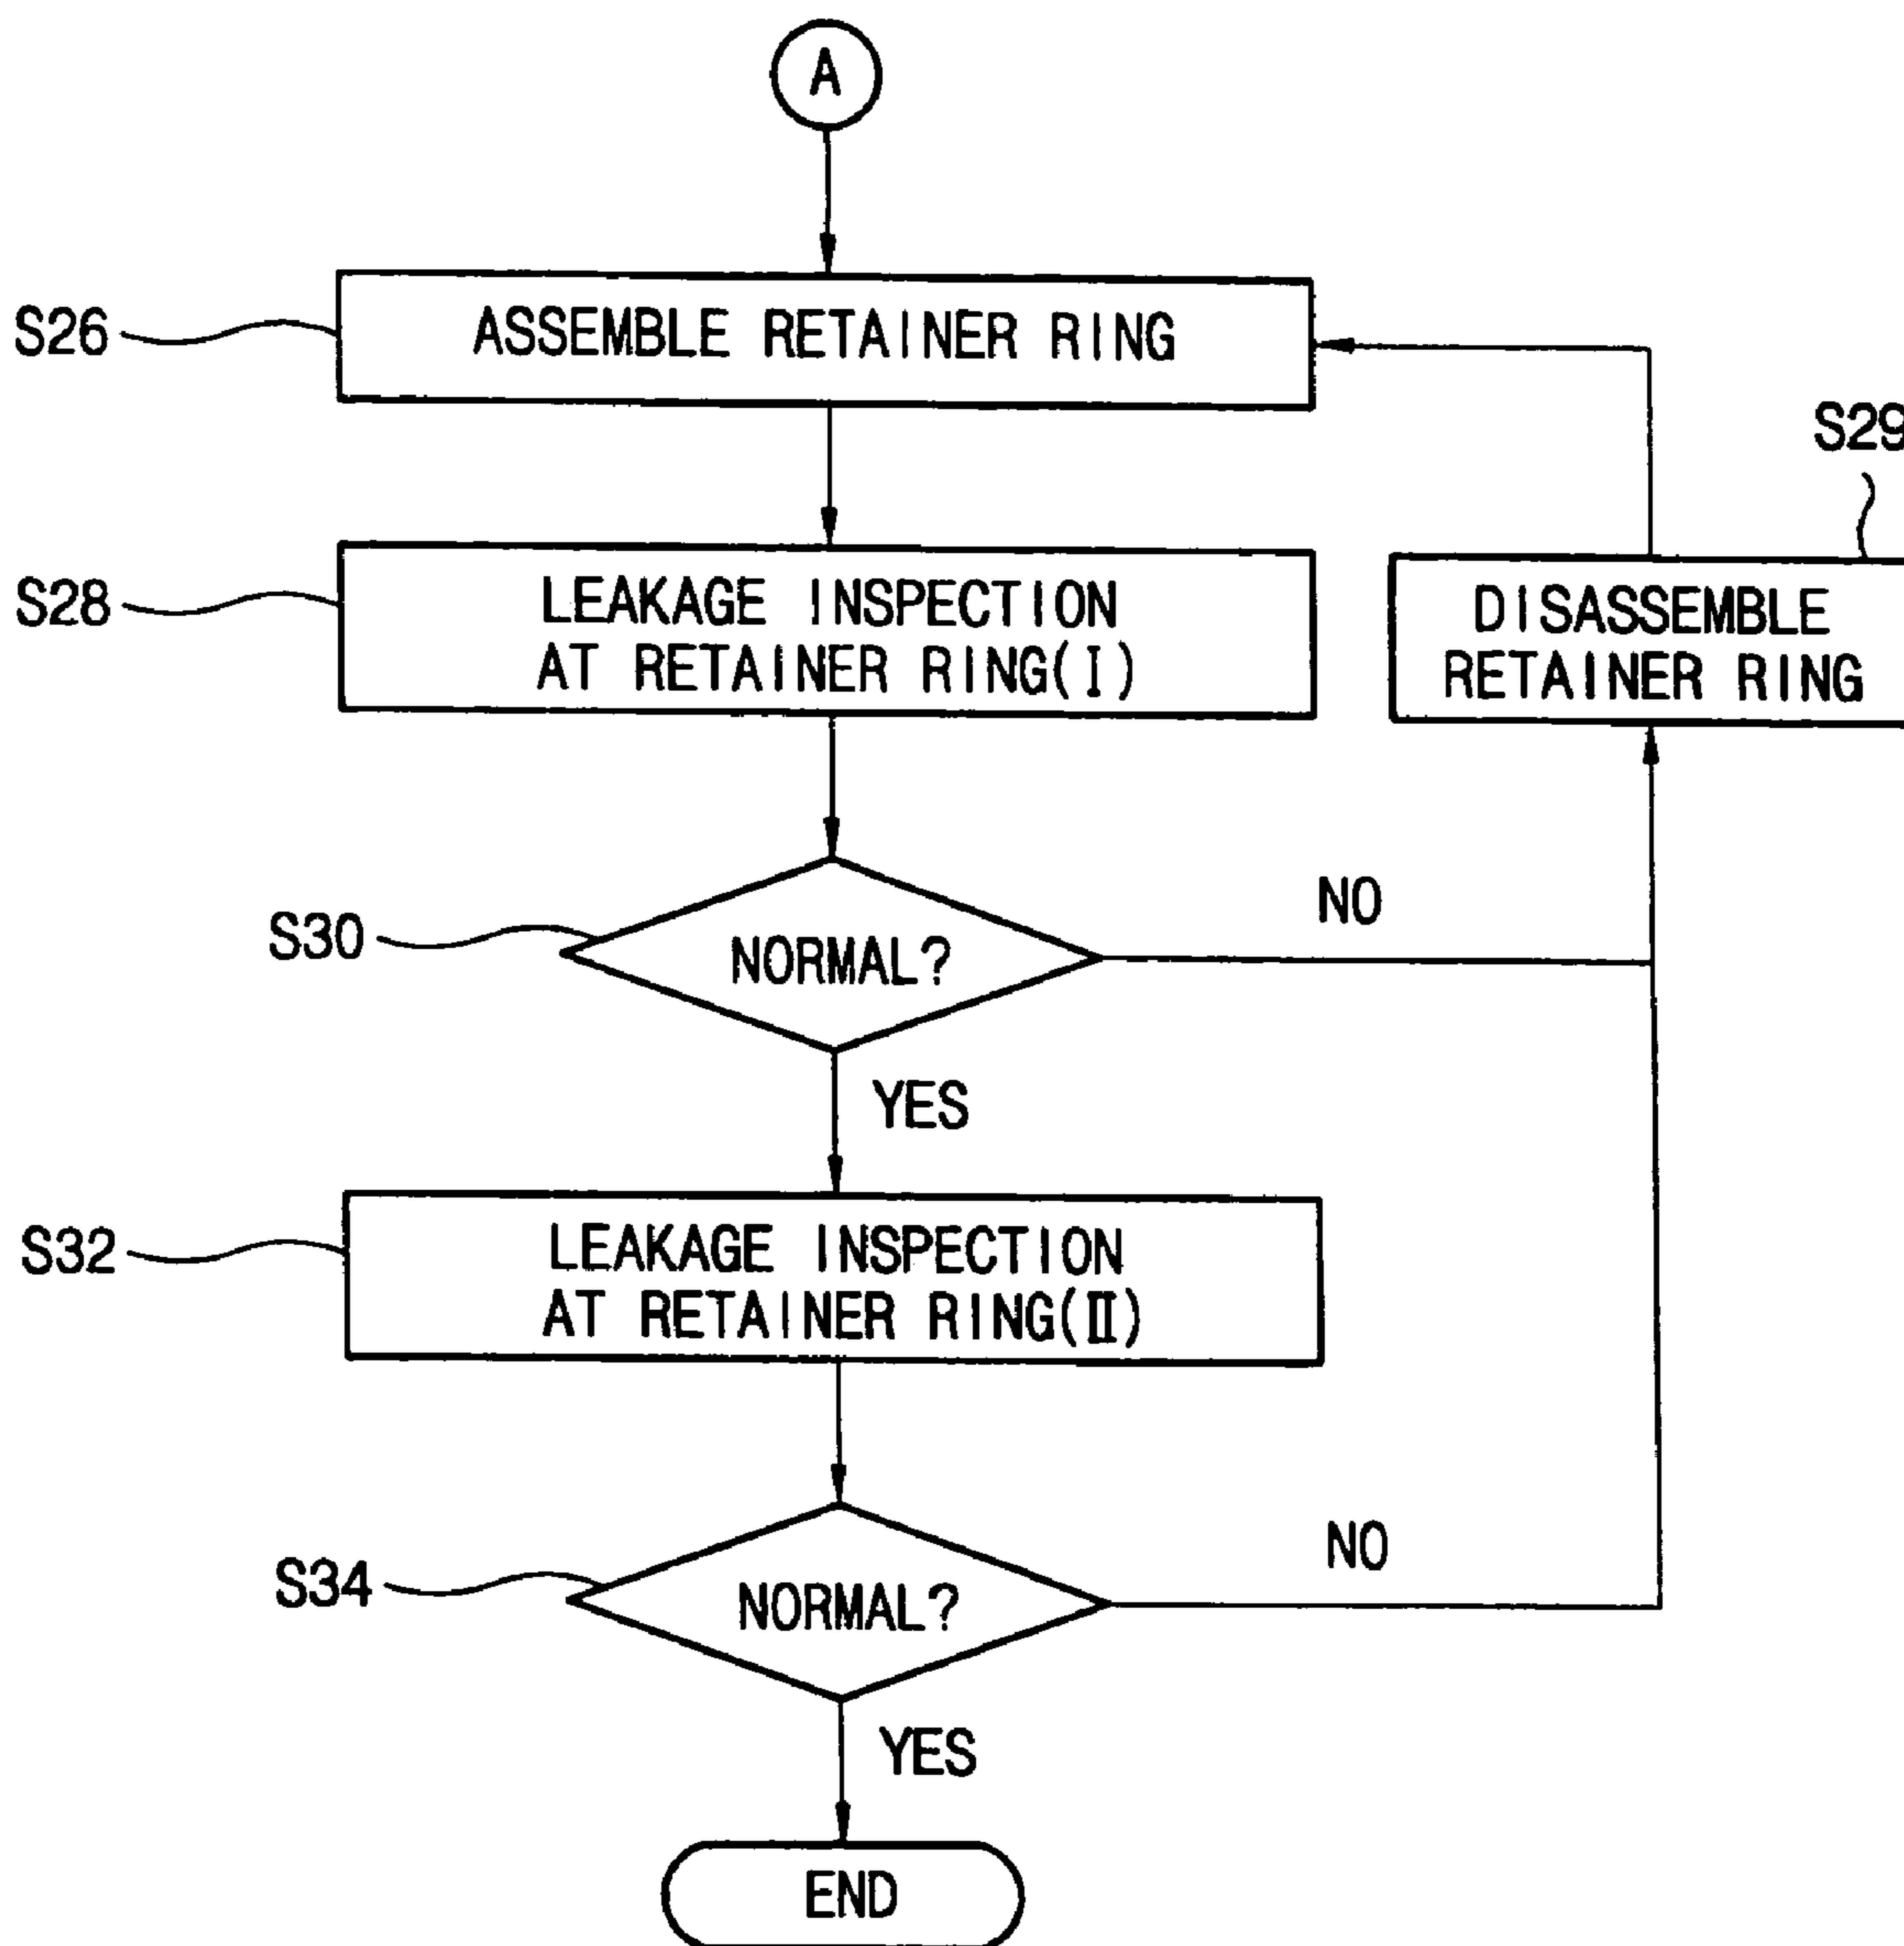 A
S26
ASSEMBLE RETAINER RING
S29
S28
LEAKAGE INSPECTION
AT RETAINER RING(I)
DISASSEMBLE
RETAINER RING
S30
NORMAL?
NO
YES
S32
LEAKAGE INSPECTION
AT RETAINER RING(II)
S34
NORMAL?
NO
YES
END